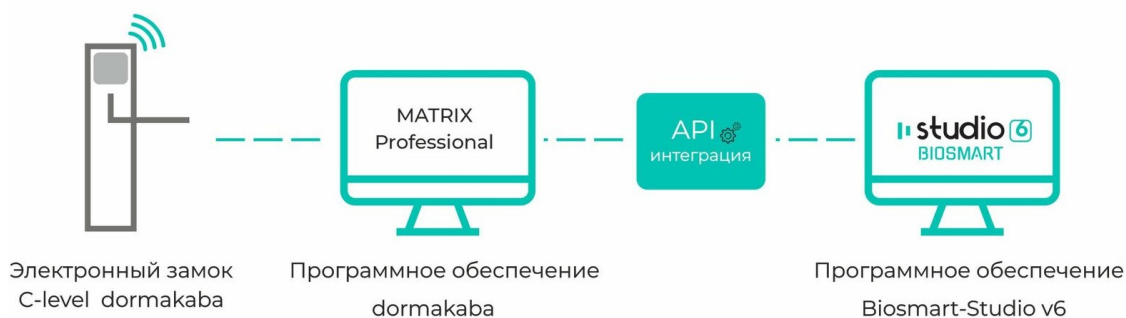 MATRIX
Professional
API
интеграция
studio 6
BIOSMART
Электронный замок
C-level dormakaba
Программное обеспечение
dormakaba
Программное обеспечение
Biosmart-Studio v6